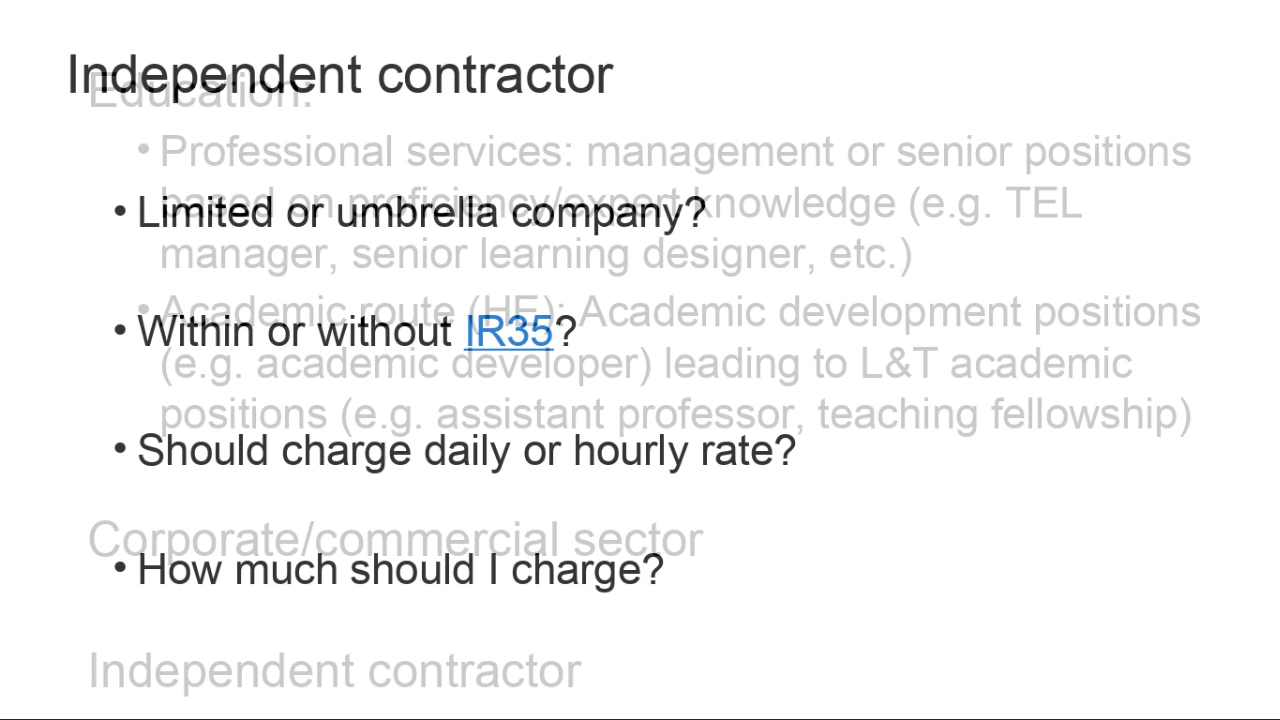 Independent contractor
• Limited or umbrella company?
• Within or without IR35?
• Should charge daily or hourly rate?
• How much should I charge?
Education:
• Professional services: management or senior positions
based on proficiency/expert knowledge (e.g. TEL
manager, senior learning designer, etc.)
• Academic route (HE): Academic development positions
(e.g. academic developer) leading to L&T academic
positions (e.g. assistant professor, teaching fellowship)
Corporate/commercial sector
Independent contractor